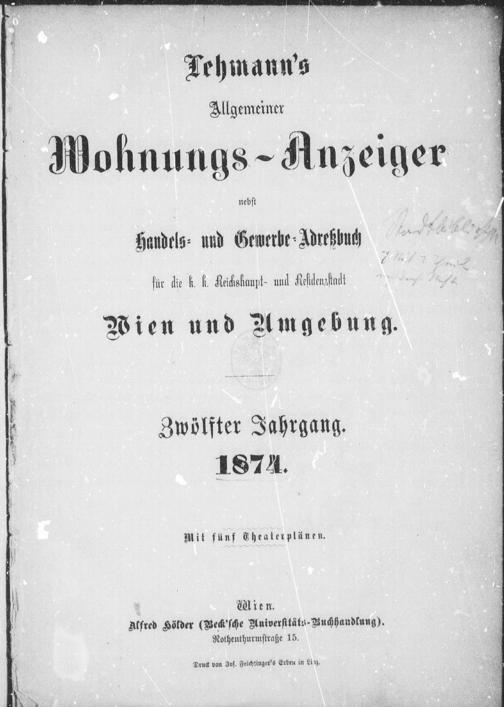 Lehmann's
Allgemeiner
Wohnungs-Anzeiger
nebst
Handels- und Gewerbe-Adreßbuch
für die k. k. Reichshaupt- und Residenzstadt
Wien und Umgebung.
Zwölfter Jahrgang.
1874.
Mit fünf Theaterplänen.
Wien.
Alfred Hölder (Beck'sche Universitäts-Buchhandlung).
Rothenthurmstraße 15.
Druck von Jos. Feichtinger's Erben in Linz.
Stadtbibliothek